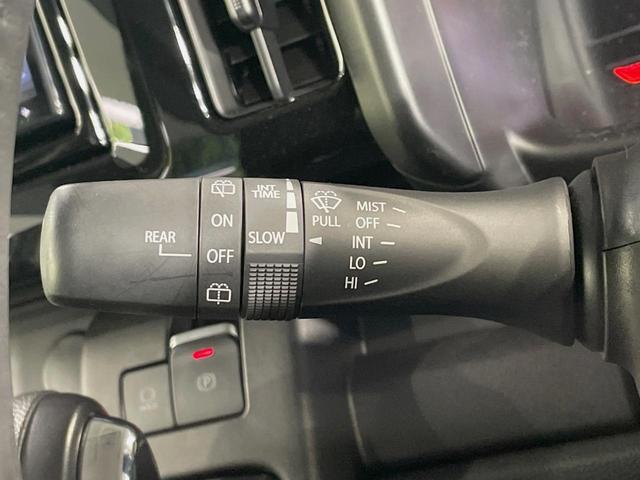 REAR
ON
OFF
INT
TIME
SLOW
PULL
MIST
OFF
INT
LO
HI
P